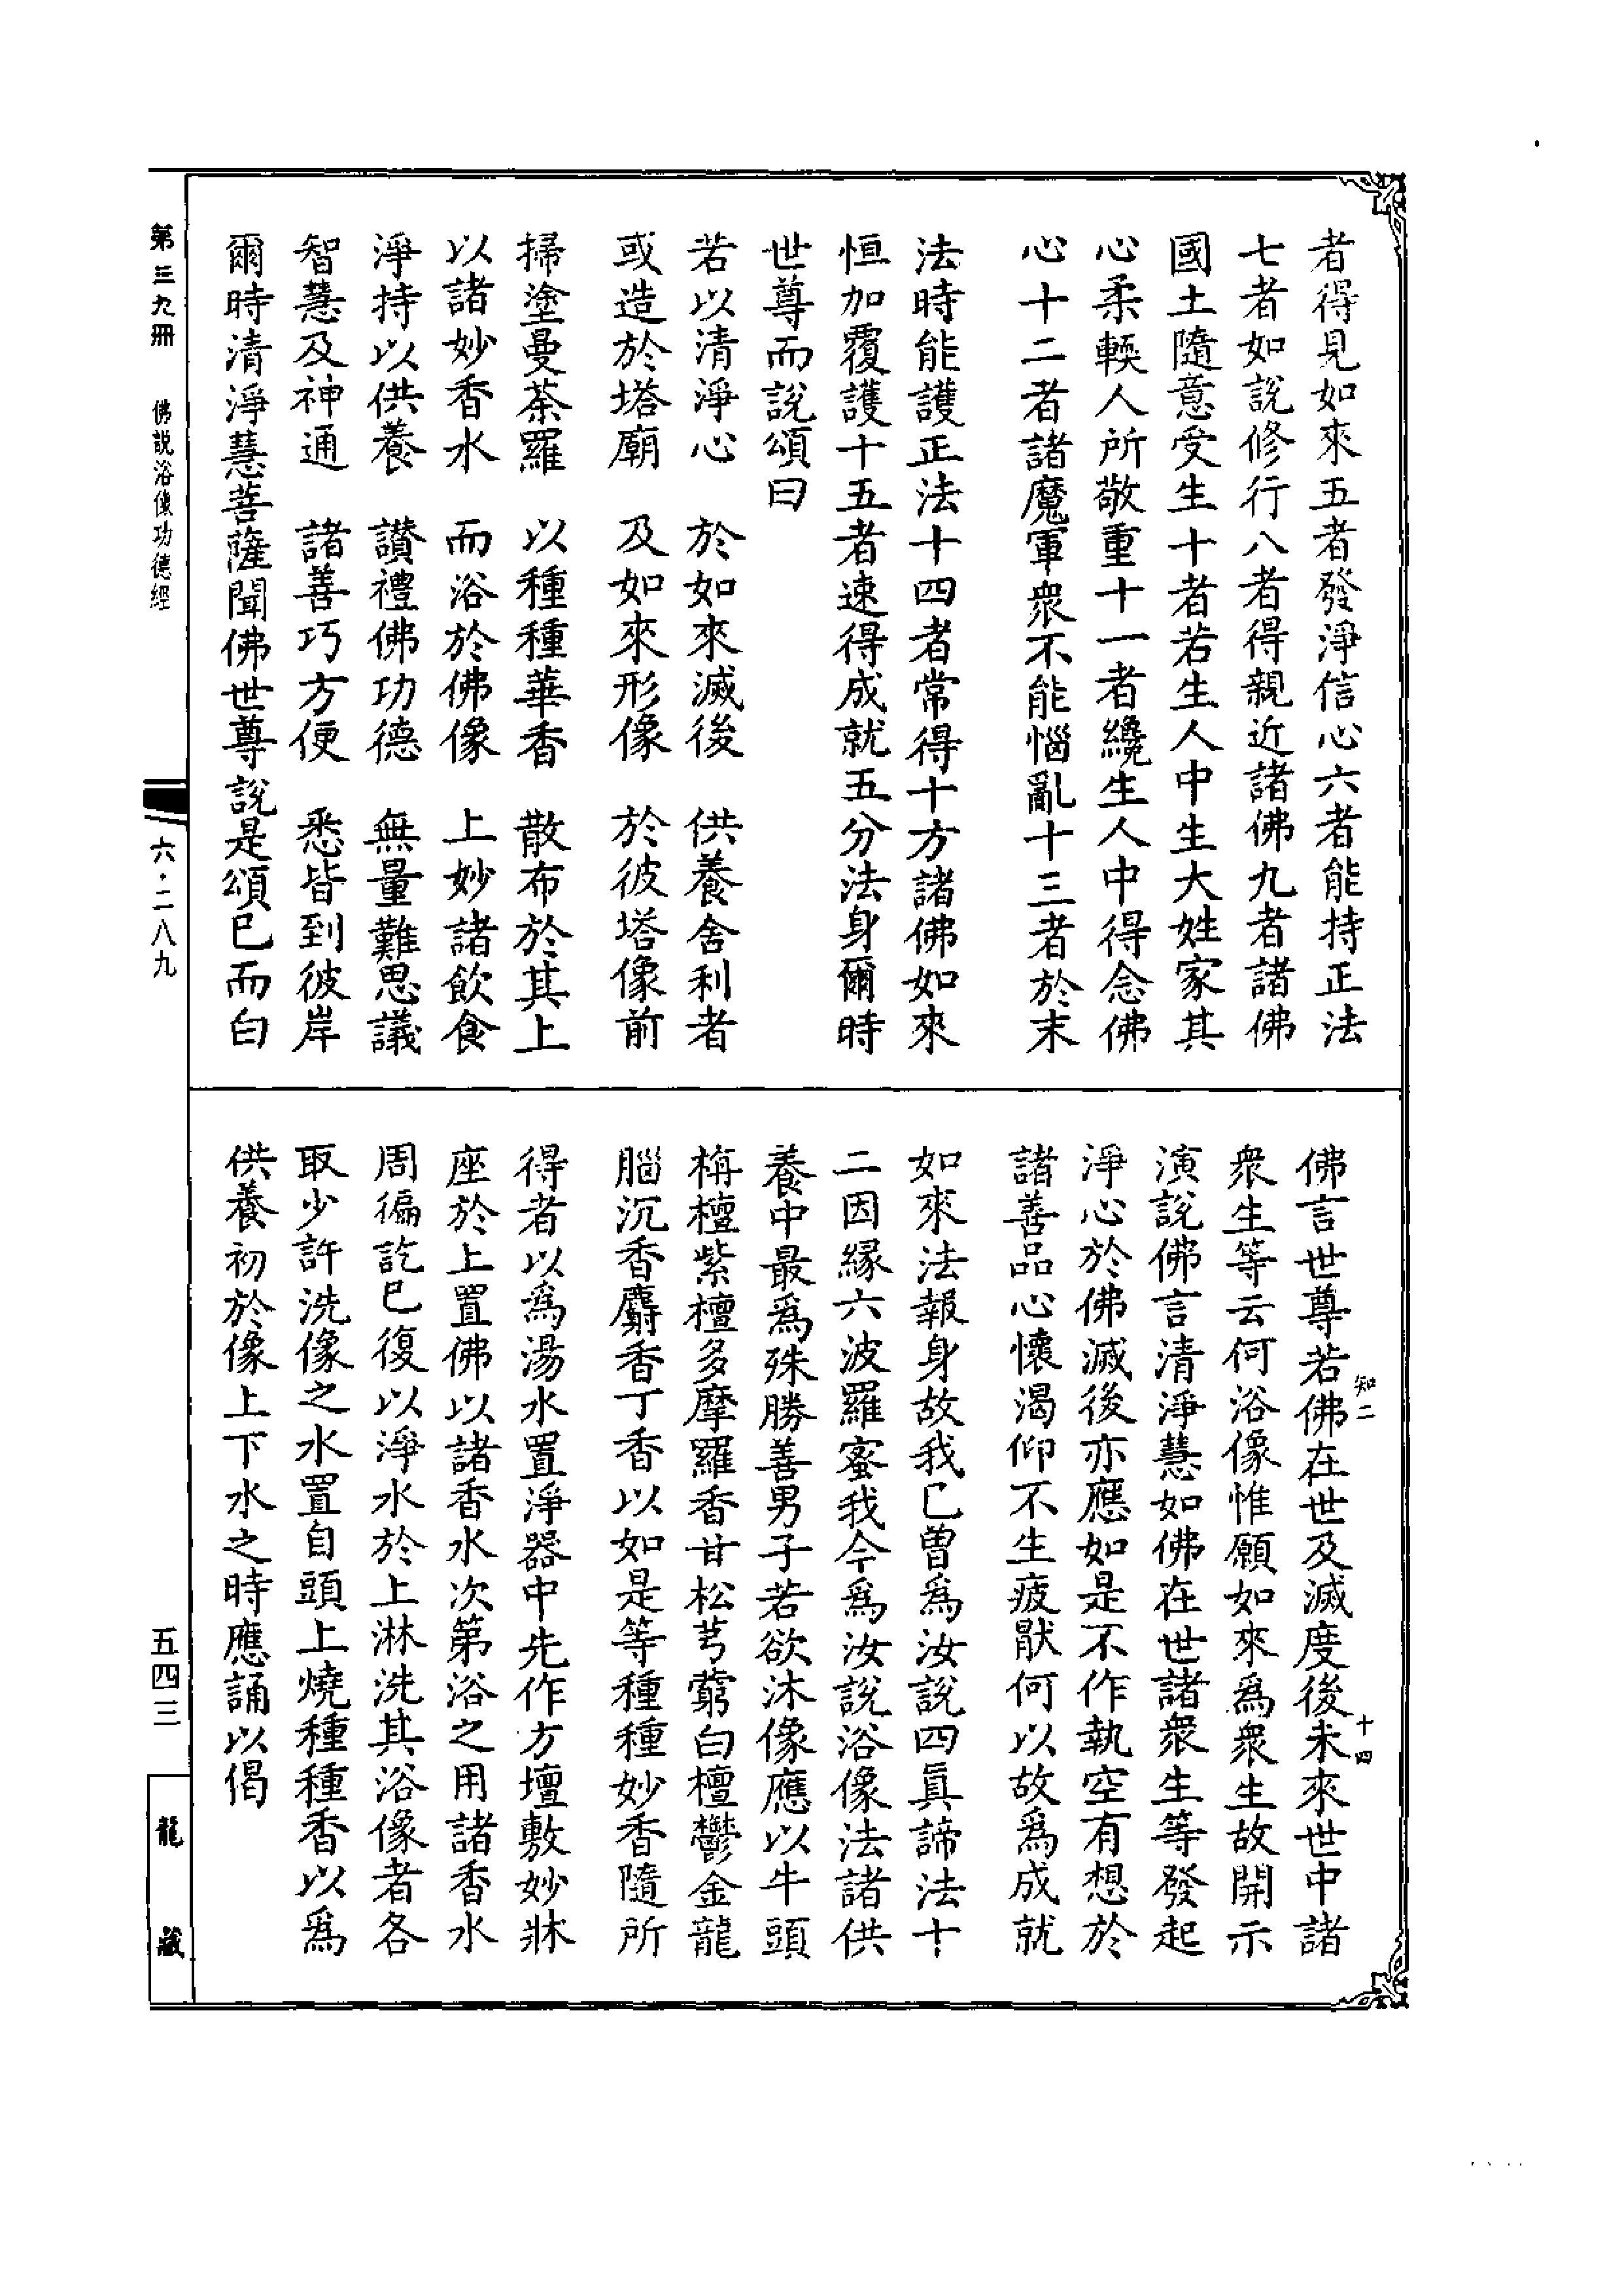 者得見如來五者發淨信心六者能持正法
七者如說修行八者得親近諸佛九者諸佛
國土隨意受生十者若生人中生大姓家其
心柔輭人所敬重十一者纔生人中得念佛
心十二者諸魔軍衆不能惱亂十三者於末
法時能護正法十四者常得十方諸佛如來
恒加覆護十五者速得成就五分法身爾時
世尊而說頌曰
若以清淨心　於如來滅後　供養舍利者
或造於塔廟　及如來形像　於彼塔像前
掃塗曼荼羅　以種種華香　散布於其上
以諸妙香水　而浴於佛像　上妙諸飲食
淨持以供養　讚禮佛功德　無量難思議
智慧及神通　諸善巧方便　悉皆到彼岸
爾時清淨慧菩薩聞佛世尊說是頌已而白
佛言世尊若佛在世及滅度後未來世中諸
衆生等云何浴像惟願如來爲衆生故開示
演說佛言清淨慧如佛在世諸衆生等發起
淨心於佛滅後亦應如是不作執空有想於
諸善品心懷渴仰不生疲猒何以故爲成就
如來法報身故我已曾爲汝說四眞諦法十
二因緣六波羅蜜我今爲汝說浴像法諸供
養中最爲殊勝善男子若欲沐像應以牛頭
栴檀紫檀多摩羅香甘松芎藭白檀鬱金龍
腦沉香麝香丁香以如是等種種妙香隨所
得者以爲湯水置淨器中先作方壇敷妙牀
座於上置佛以諸香水次第浴之用諸香水
周徧訖已復以淨水於上淋洗其浴像者各
取少許洗像之水置自頭上燒種種香以爲
供養初於像上下水之時應誦以偈
知二
十四
第三九冊　佛說浴像功德經
六・二八九
五四三
龍藏